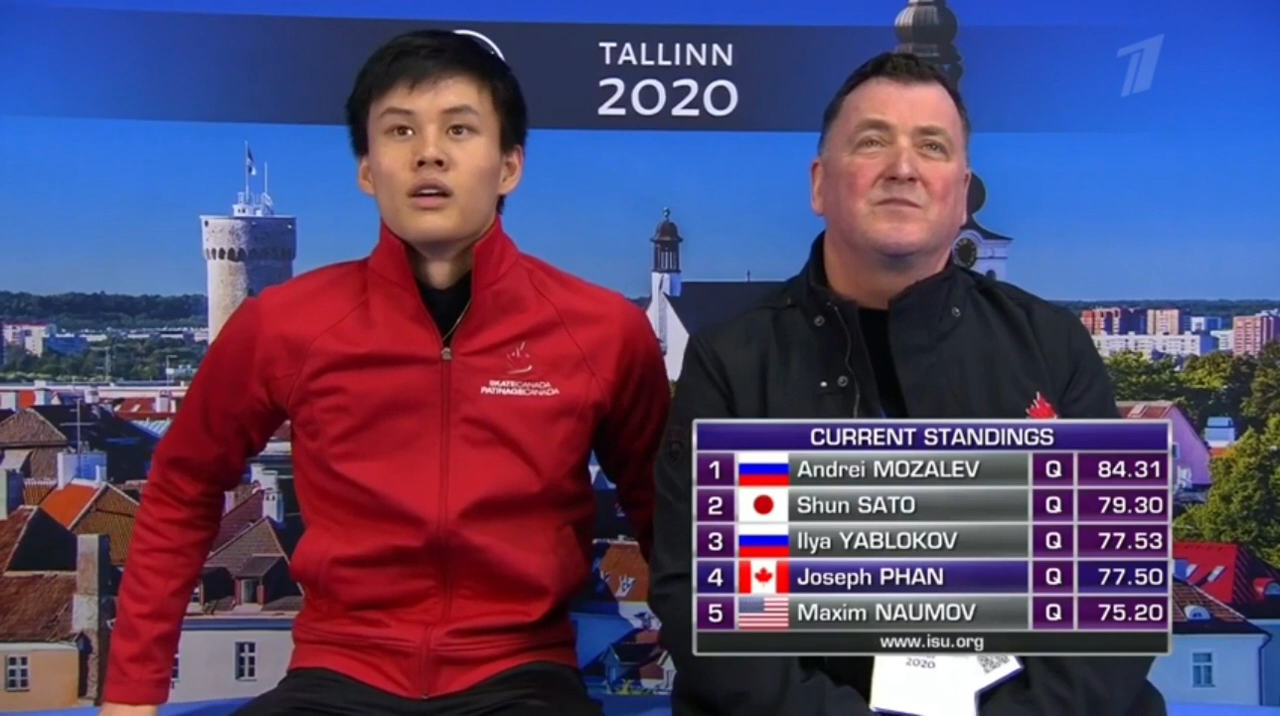 TALLINN
2020
SKATECANADA
PATINAGECANADA
CURRENT STANDINGS
1 Andrei MOZALEV Q 84.31
2 Shun SATO Q 79.30
3 Ilya YABLOKOV Q 77.53
4 Joseph PHAN Q 77.50
5 Maxim NAUMOV Q 75.20
www.isu.org
2020